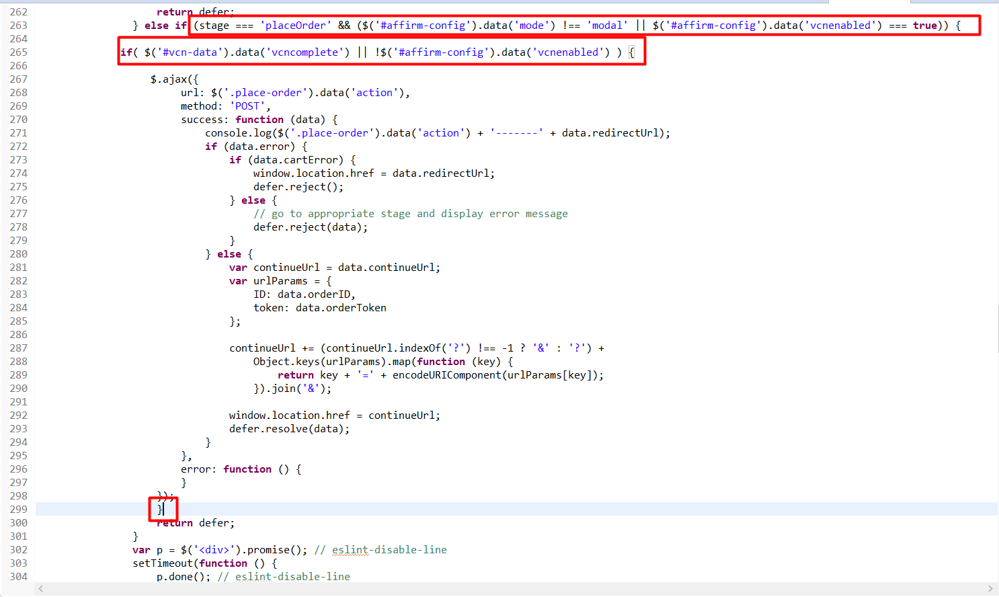 262 return defer;
263 } else if (stage === 'placeOrder' && ($('#affirm-config').data('mode') !== 'modal' || $('#affirm-config').data('vcnenabled') === true)) {
264
265 if( $('#vcn-data').data('vcncomplete') || !$('#affirm-config').data('vcnenabled') ) {
266
267 $.ajax({
268 url: $('.place-order').data('action'),
269 method: 'POST',
270 success: function (data) {
271 console.log($('.place-order').data('action') + '-------' + data.redirectUrl);
272 if (data.error) {
273 if (data.cartError) {
274 window.location.href = data.redirectUrl;
275 defer.reject();
276 } else {
277 // go to appropriate stage and display error message
278 defer.reject(data);
279 }
280 } else {
281 var continueUrl = data.continueUrl;
282 var urlParams = {
283 ID: data.orderID,
284 token: data.orderToken
285 };
286
287 continueUrl += (continueUrl.indexOf('?') !== -1 ? '&' : '?') +
288 Object.keys(urlParams).map(function (key) {
289 return key + '=' + encodeURIComponent(urlParams[key]);
290 }).join('&');
291
292 window.location.href = continueUrl;
293 defer.resolve(data);
294 }
295 },
296 error: function () {
297 }
298 });
299 }
300 return defer;
301 }
302 var p = $('<div>').promise(); // eslint-disable-line
303 setTimeout(function () {
304 p.done(); // eslint-disable-line